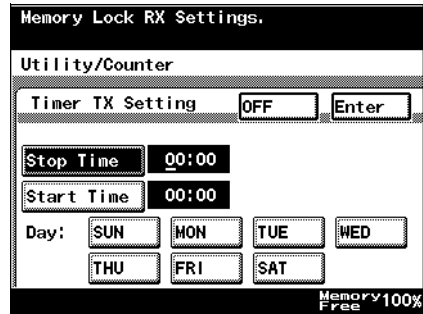 Memory Lock RX Settings.
Utility/Counter
Timer TX Setting OFF Enter
Stop Time 00:00
Start Time 00:00
Day: SUN MON TUE WED
THU FRI SAT
Memory Free 100%